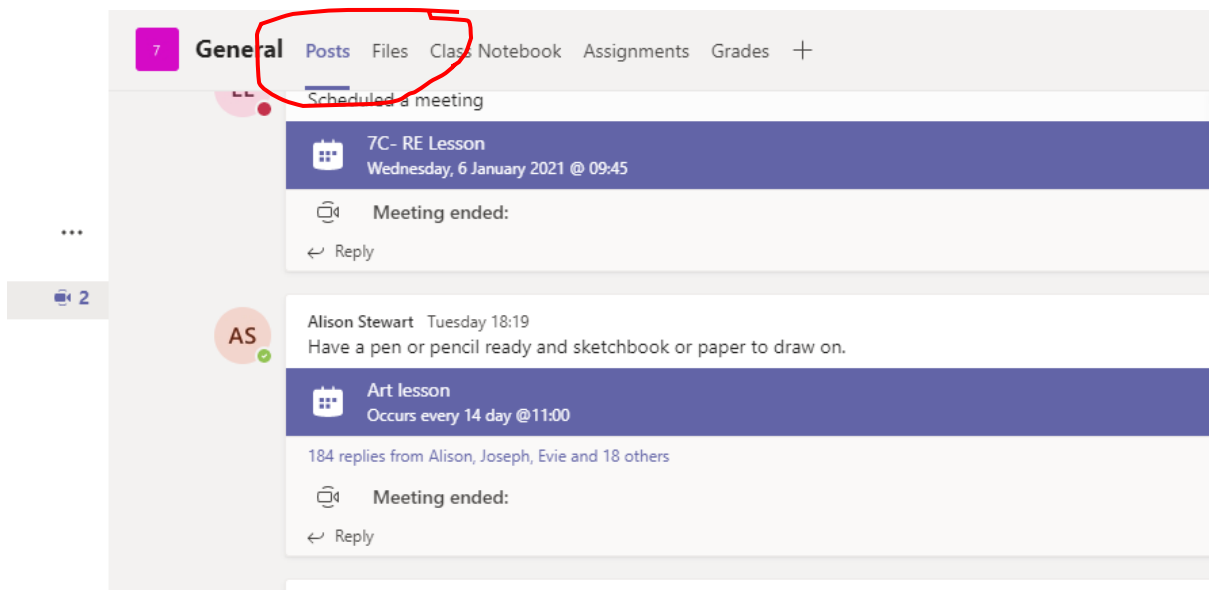 7 General Posts Files Class Notebook Assignments Grades +
Scheduled a meeting
7C- RE Lesson
Wednesday, 6 January 2021 @ 09:45
Meeting ended:
Reply
2
Alison Stewart Tuesday 18:19
AS
Have a pen or pencil ready and sketchbook or paper to draw on.
Art lesson
Occurs every 14 day @11:00
184 replies from Alison, Joseph, Evie and 18 others
Meeting ended:
Reply